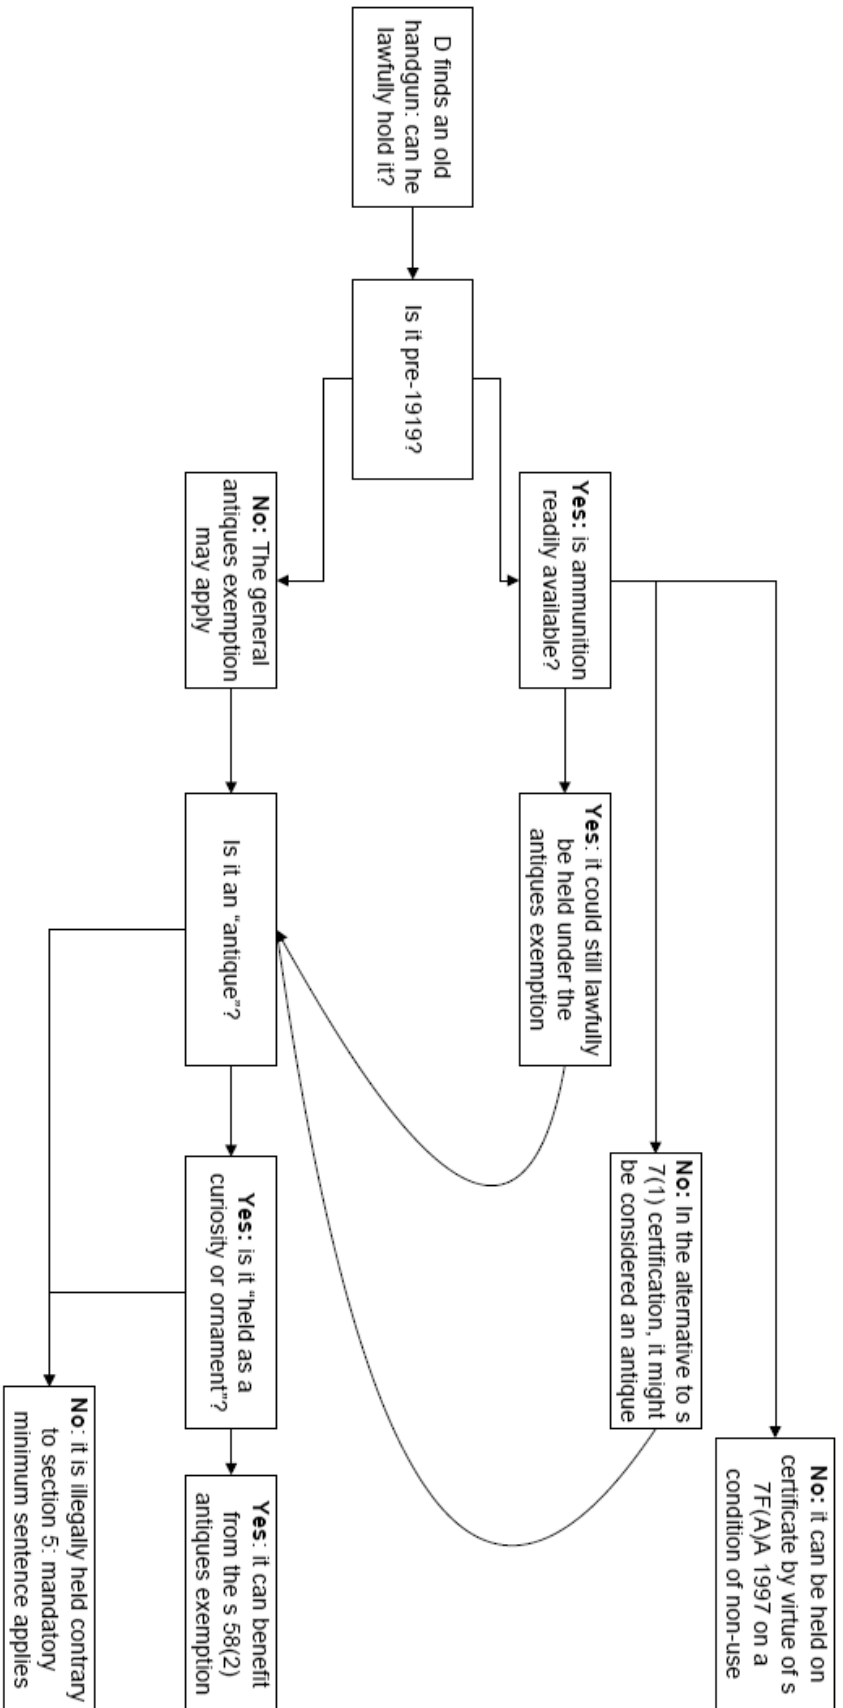 D finds an old
handgun: can he
lawfully hold it?
Is it pre-1919?
Yes: is ammunition
readily available?
No: The general
antiques exemption
may apply
Yes: it could still lawfully
be held under the
antiques exemption
Is it an “antique”?
No: In the alternative to s
7(1) certification, it might
be considered an antique
Yes: is it “held as a
curiosity or ornament”?
No: it can be held on
certificate by virtue of s
7F(A)A 1997 on a
condition of non-use
Yes: it can benefit
from the s 58(2)
antiques exemption
No: it is illegally held contrary
to section 5: mandatory
minimum sentence applies